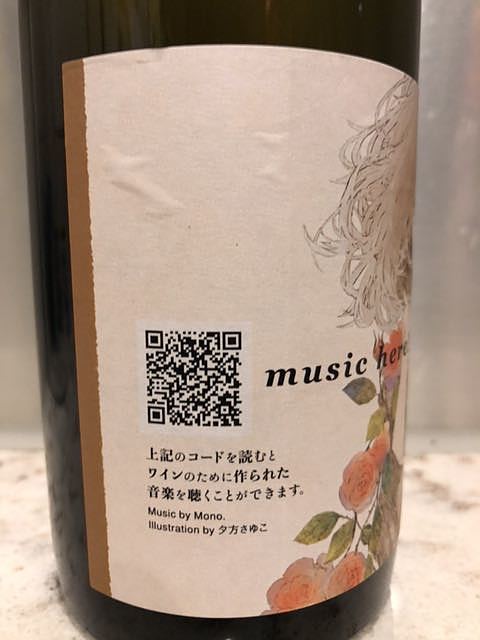 music here
上記のコードを読むと
ワインのために作られた
音楽を聴くことができます。
Music by Mono.
Illustration by 夕方さゆこ